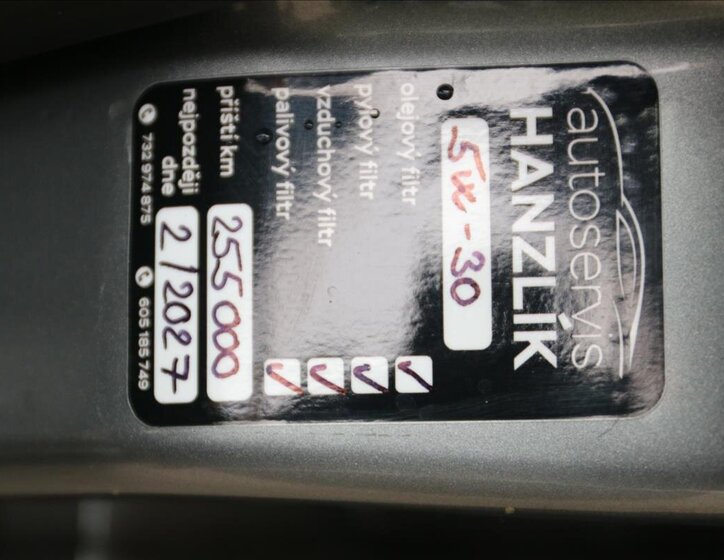 autoservis
HANZLÍK
5w-30
olejový filtr
pylový filtr
vzduchový filtr
palivový filtr
příští km 255 000
nejpozději
dne 2/2027
732 974 875 605 185 749